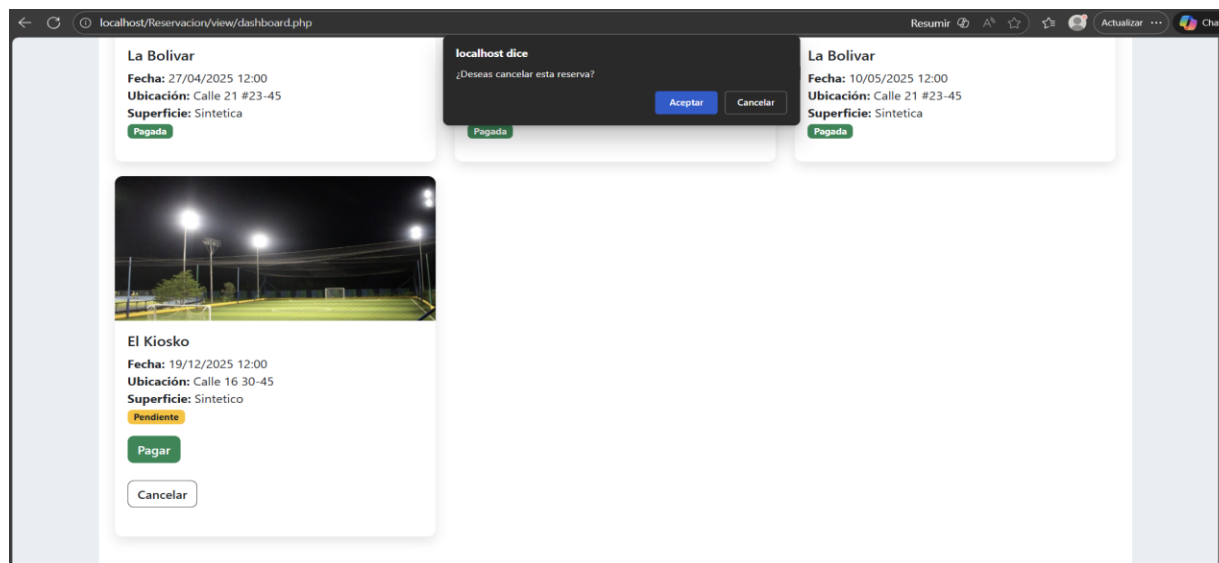 localhost/Reservacion/view/dashboard.php
Resumir
Actualizar
Cha
localhost dice
¿Deseas cancelar esta reserva?
Aceptar
Cancelar
La Bolivar
Fecha: 27/04/2025 12:00
Ubicación: Calle 21 #23-45
Superficie: Sintetica
Pagada
Pagada
La Bolivar
Fecha: 10/05/2025 12:00
Ubicación: Calle 21 #23-45
Superficie: Sintetica
Pagada
El Kiosko
Fecha: 19/12/2025 12:00
Ubicación: Calle 16 30-45
Superficie: Sintetico
Pendiente
Pagar
Cancelar